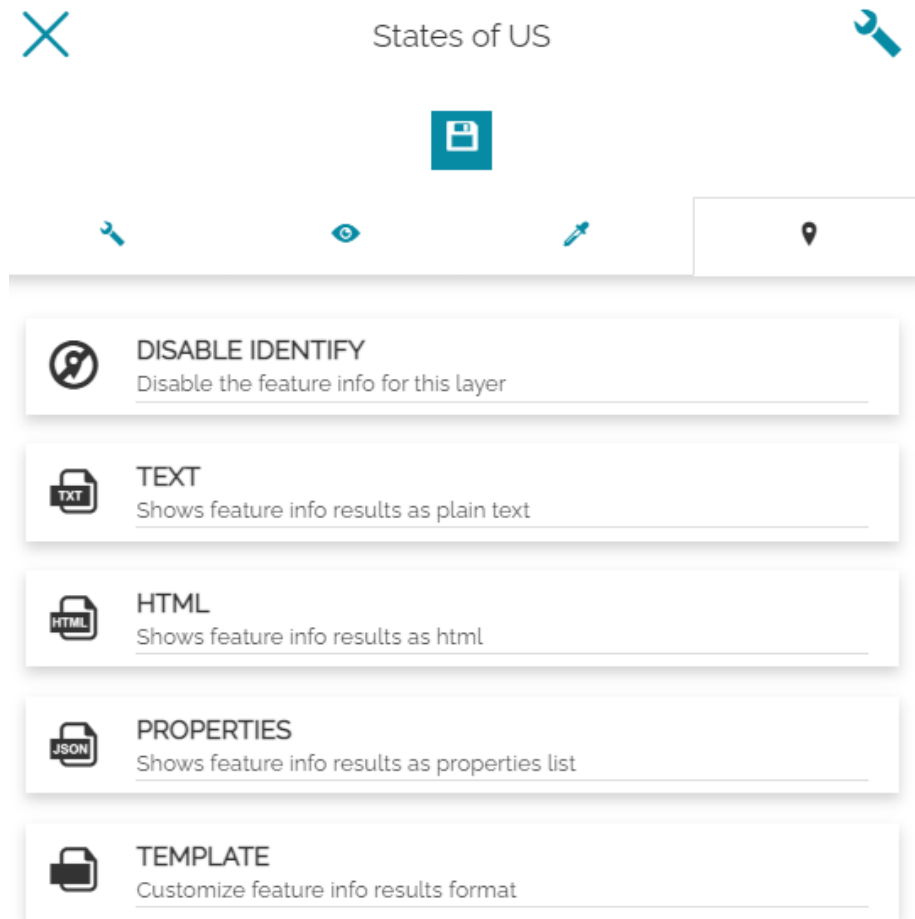 States of US
DISABLE IDENTIFY
Disable the feature info for this layer
TXT
TEXT
Shows feature info results as plain text
HTML
HTML
Shows feature info results as html
JSON
PROPERTIES
Shows feature info results as properties list
TEMPLATE
Customize feature info results format